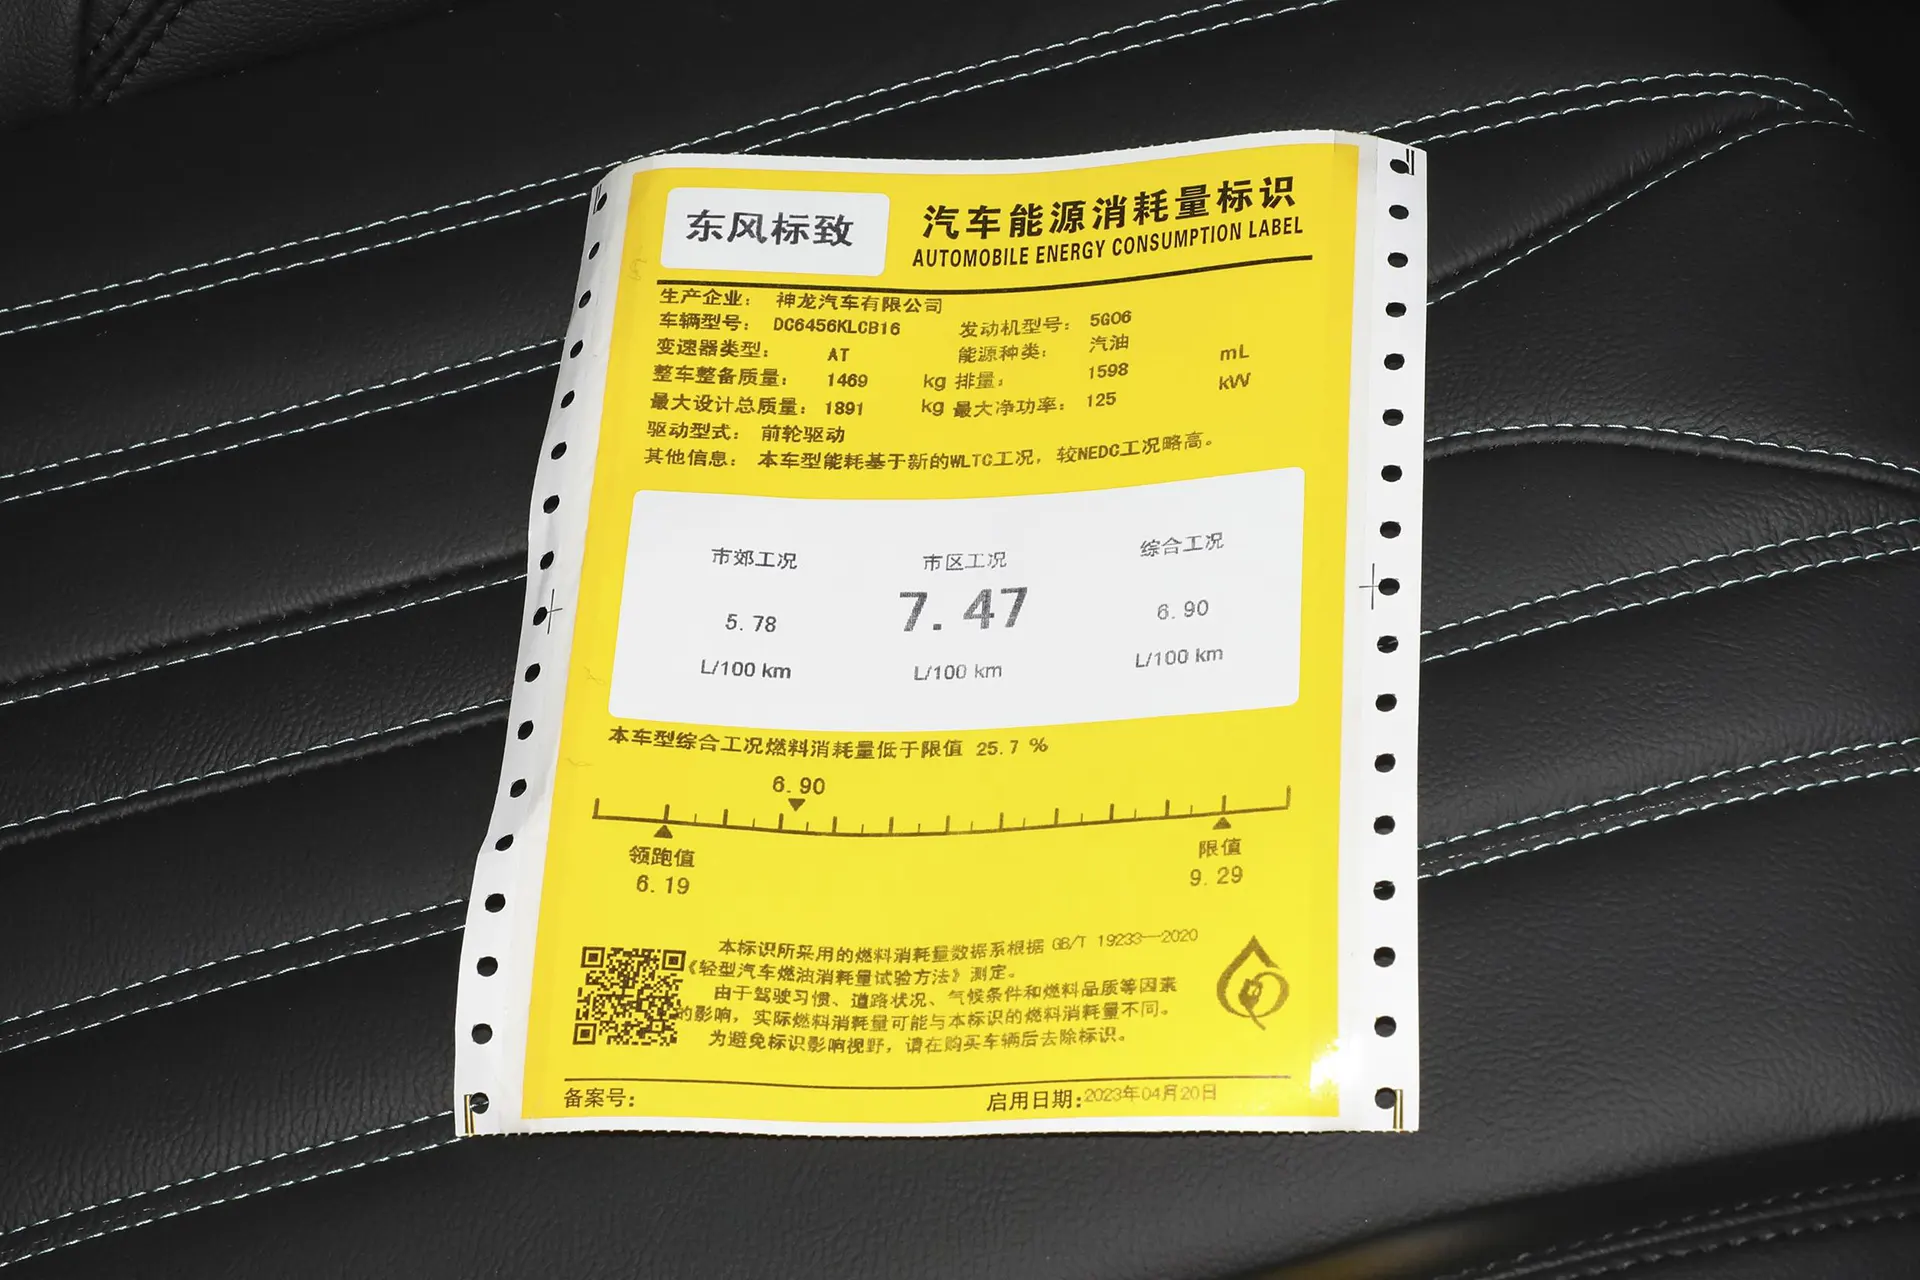 东风标致
汽车能源消耗量标识
AUTOMOBILE ENERGY CONSUMPTION LABEL
生产企业： 神龙汽车有限公司
车辆型号： DC6456KLCB16 发动机型号： 5G06
变速器类型： AT 能源种类： 汽油
整车整备质量： 1469 kg 排量： 1598 mL
最大设计总质量： 1891 kg 最大净功率： 125 kW
驱动型式： 前轮驱动
其他信息： 本车型能耗基于新的WLTC工况，较NEDC工况略高。
市郊工况 市区工况 综合工况
5.78 7.47 6.90
L/100 km L/100 km L/100 km
本车型综合工况燃料消耗量低于限值 25.7 %
6.90
领跑值 限值
6.19 9.29
本标识所采用的燃料消耗量数据系根据 GB/T 19233—2020
《轻型汽车燃油消耗量试验方法》测定。
由于驾驶习惯、道路状况、气候条件和燃料品质等因素
的影响，实际燃料消耗量可能与本标识的燃料消耗量不同。
为避免标识影响视野，请在购买车辆后去除标识。
备案号： 启用日期：2023年04月20日